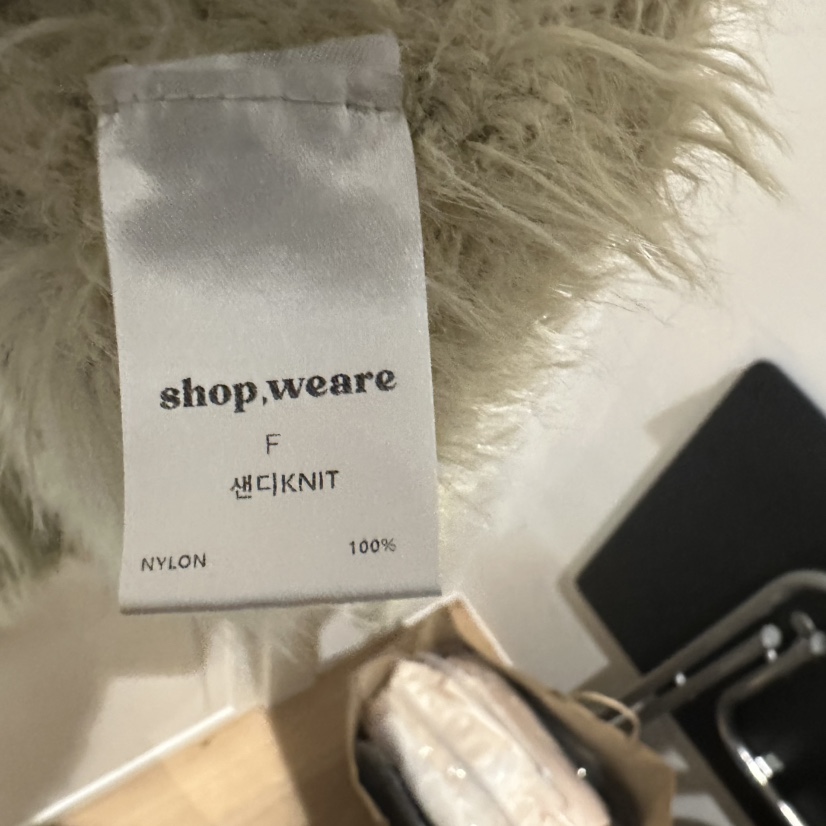 shop,weare
F
샌디KNIT
NYLON 100%